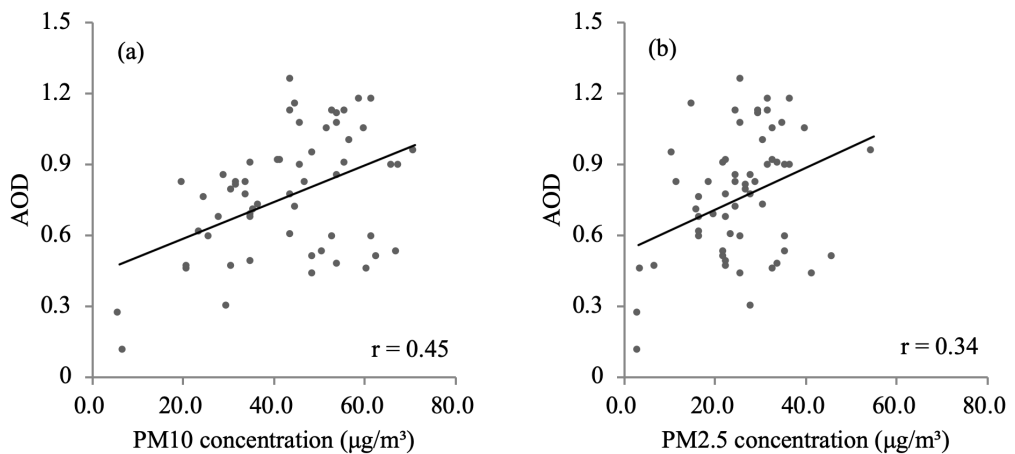 1.5
1.2
0.9
0.6
0.3
0
AOD
(a)
r = 0.45
0.0 20.0 40.0 60.0 80.0
PM10 concentration (µg/m³)
1.5
1.2
0.9
0.6
0.3
0
AOD
(b)
r = 0.34
0.0 20.0 40.0 60.0 80.0
PM2.5 concentration (µg/m³)